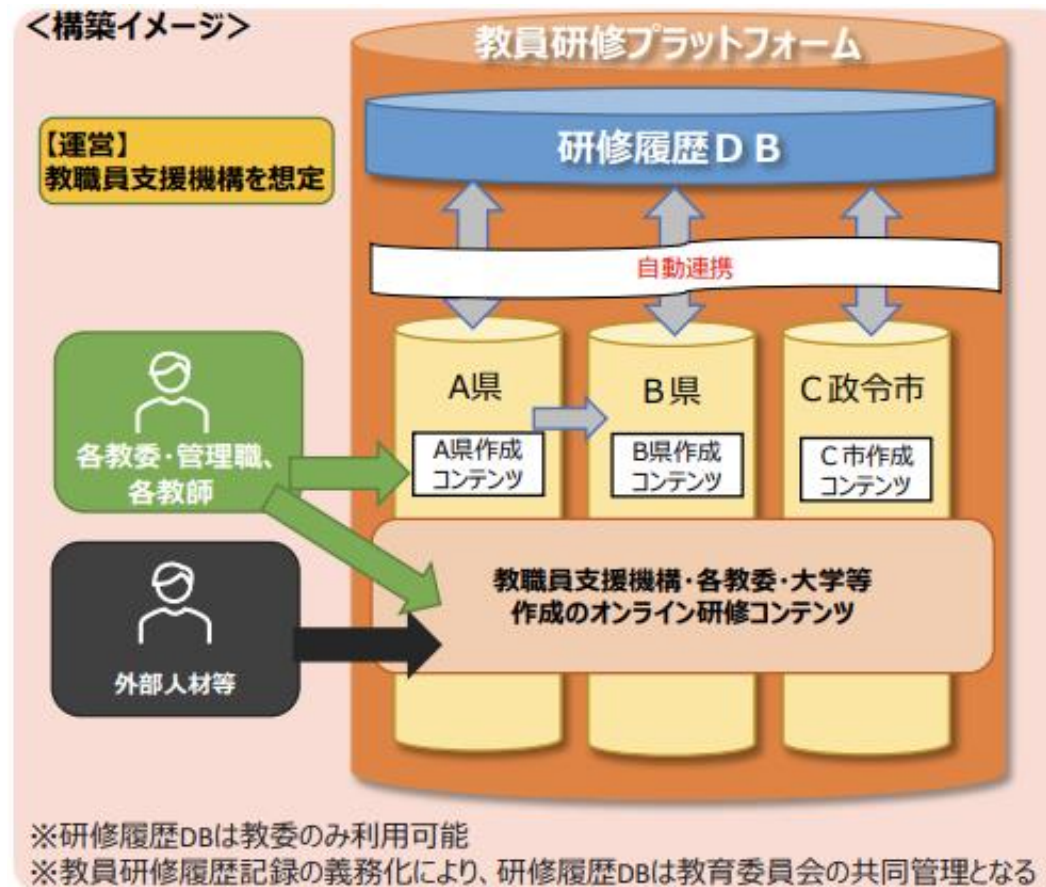 <構築イメージ>
教員研修プラットフォーム
研修履歴DB
【運営】
教職員支援機構を想定
自動連携
A県
B県
C政令市
A県作成
コンテンツ
B県作成
コンテンツ
C市作成
コンテンツ
各教委・管理職、
各教師
教職員支援機構・各教委・大学等
作成のオンライン研修コンテンツ
外部人材等
※研修履歴DBは教委のみ利用可能
※教員研修履歴記録の義務化により、研修履歴DBは教育委員会の共同管理となる